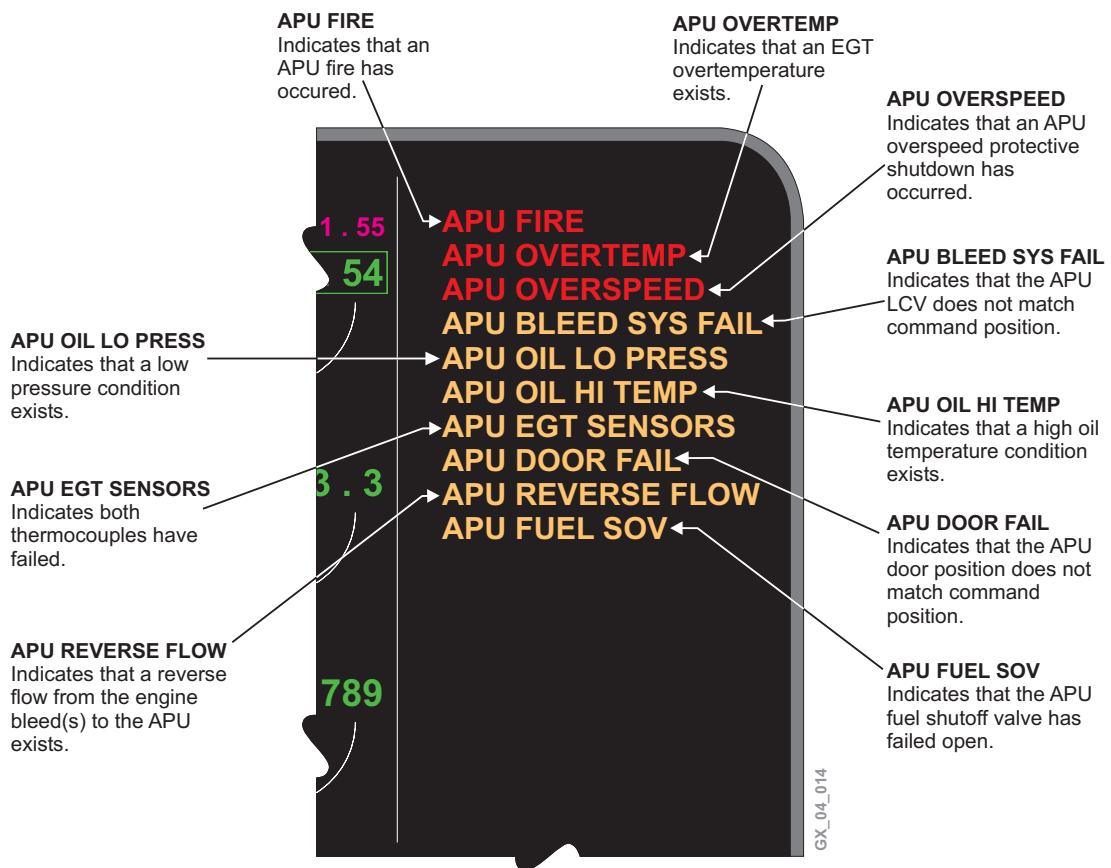 APU FIRE
Indicates that an
APU fire has
occured.
APU OVERTEMP
Indicates that an EGT
overtemperature
exists.
APU OVERSPEED
Indicates that an APU
overspeed protective
shutdown has
occurred.
APU BLEED SYS FAIL
Indicates that the APU
LCV does not match
command position.
APU OIL LO PRESS
Indicates that a low
pressure condition
exists.
APU OIL HI TEMP
Indicates that a high oil
temperature condition
exists.
APU EGT SENSORS
Indicates both
thermocouples have
failed.
APU DOOR FAIL
Indicates that the APU
door position does not
match command
position.
APU REVERSE FLOW
Indicates that a reverse
flow from the engine
bleed(s) to the APU
exists.
APU FUEL SOV
Indicates that the APU
fuel shutoff valve has
failed open.
1.55
54
3.3
789
APU FIRE
APU OVERTEMP
APU OVERSPEED
APU BLEED SYS FAIL
APU OIL LO PRESS
APU OIL HI TEMP
APU EGT SENSORS
APU DOOR FAIL
APU REVERSE FLOW
APU FUEL SOV
GX_04_014